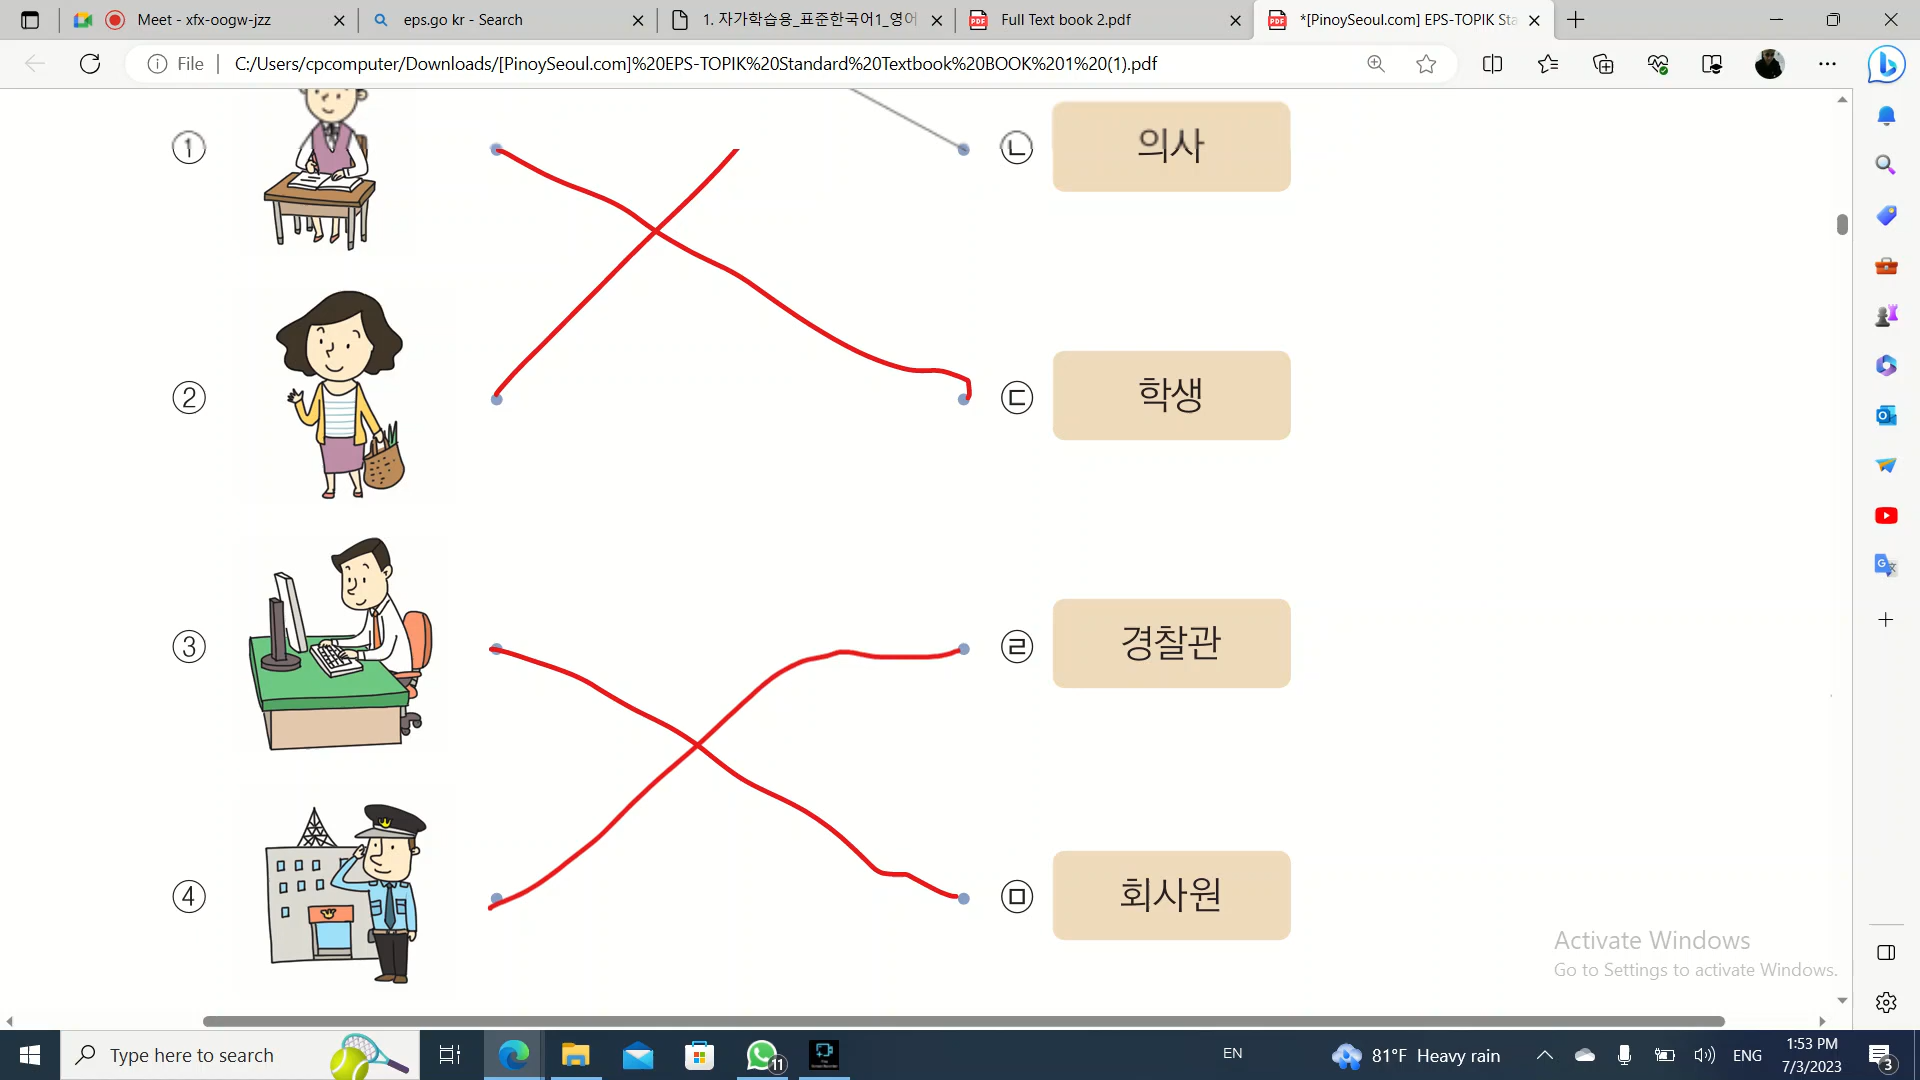 Meet - xfx-oogw-jzz
eps.go kr - Search
1. 자가학습용_표준한국어1_영어
Full Text book 2.pdf
*[PinoySeoul.com] EPS-TOPIK Sta
File
C:/Users/cpcomputer/Downloads/[PinoySeoul.com]%20EPS-TOPIK%20Standard%20Textbook%20BOOK%201%20(1).pdf
① ㉡ 의사
② ㉢ 학생
③ ㉣ 경찰관
④ ㉤ 회사원
Activate Windows
Go to Settings to activate Windows.
Type here to search
11
EN
81°F Heavy rain
ENG
1:53 PM
7/3/2023
3